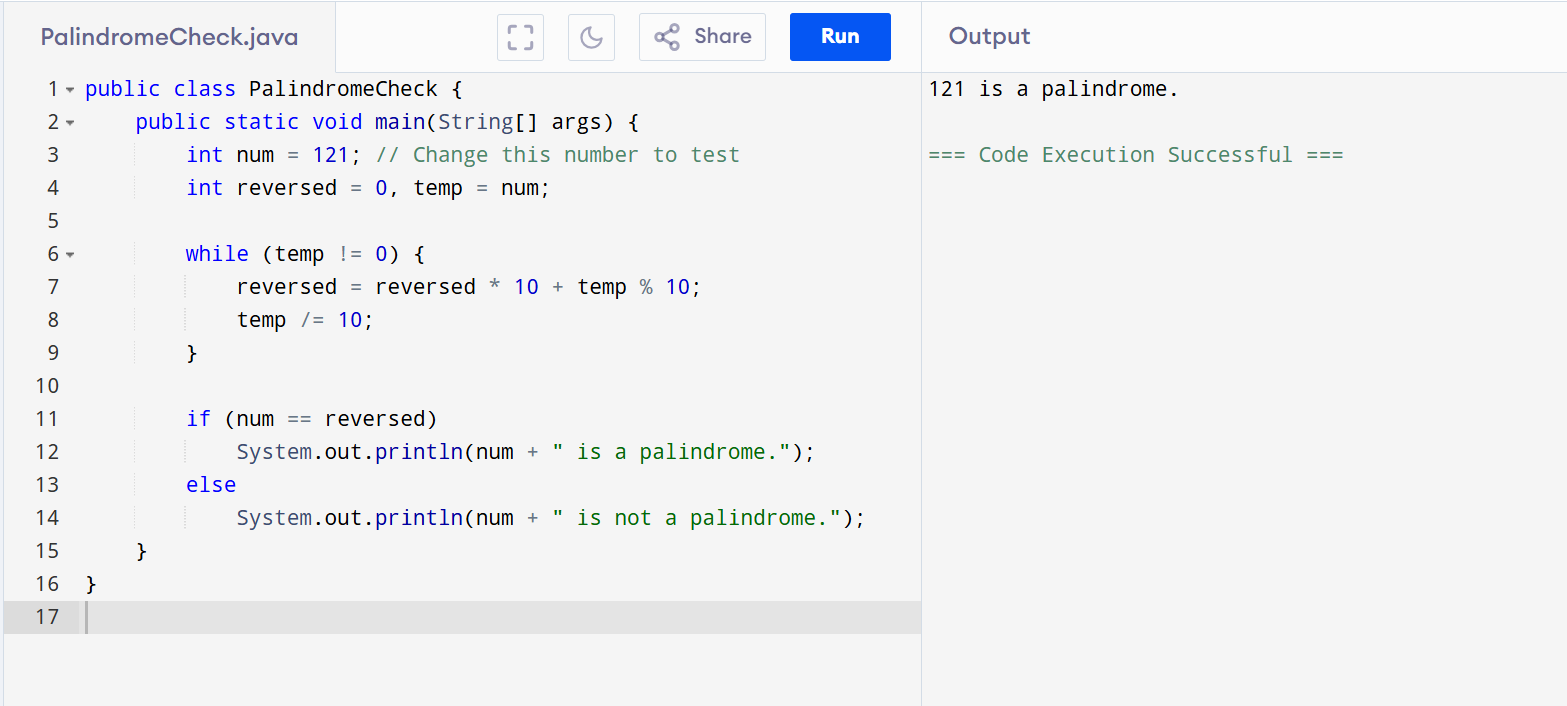 PalindromeCheck.java
Share
Run
Output
1 public class PalindromeCheck {
2     public static void main(String[] args) {
3         int num = 121; // Change this number to test
4         int reversed = 0, temp = num;
5
6         while (temp != 0) {
7             reversed = reversed * 10 + temp % 10;
8             temp /= 10;
9         }
10
11         if (num == reversed)
12             System.out.println(num + " is a palindrome.");
13         else
14             System.out.println(num + " is not a palindrome.");
15     }
16 }
17
121 is a palindrome.
=== Code Execution Successful ===